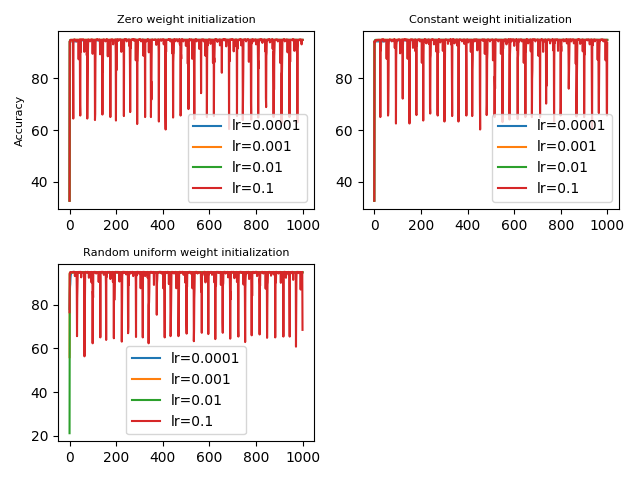 Zero weight initialization
Accuracy
80
60
40
0 200 400 600 800 1000
lr=0.0001
lr=0.001
lr=0.01
lr=0.1
Constant weight initialization
80
60
40
0 200 400 600 800 1000
lr=0.0001
lr=0.001
lr=0.01
lr=0.1
Random uniform weight initialization
80
60
40
20
0 200 400 600 800 1000
lr=0.0001
lr=0.001
lr=0.01
lr=0.1